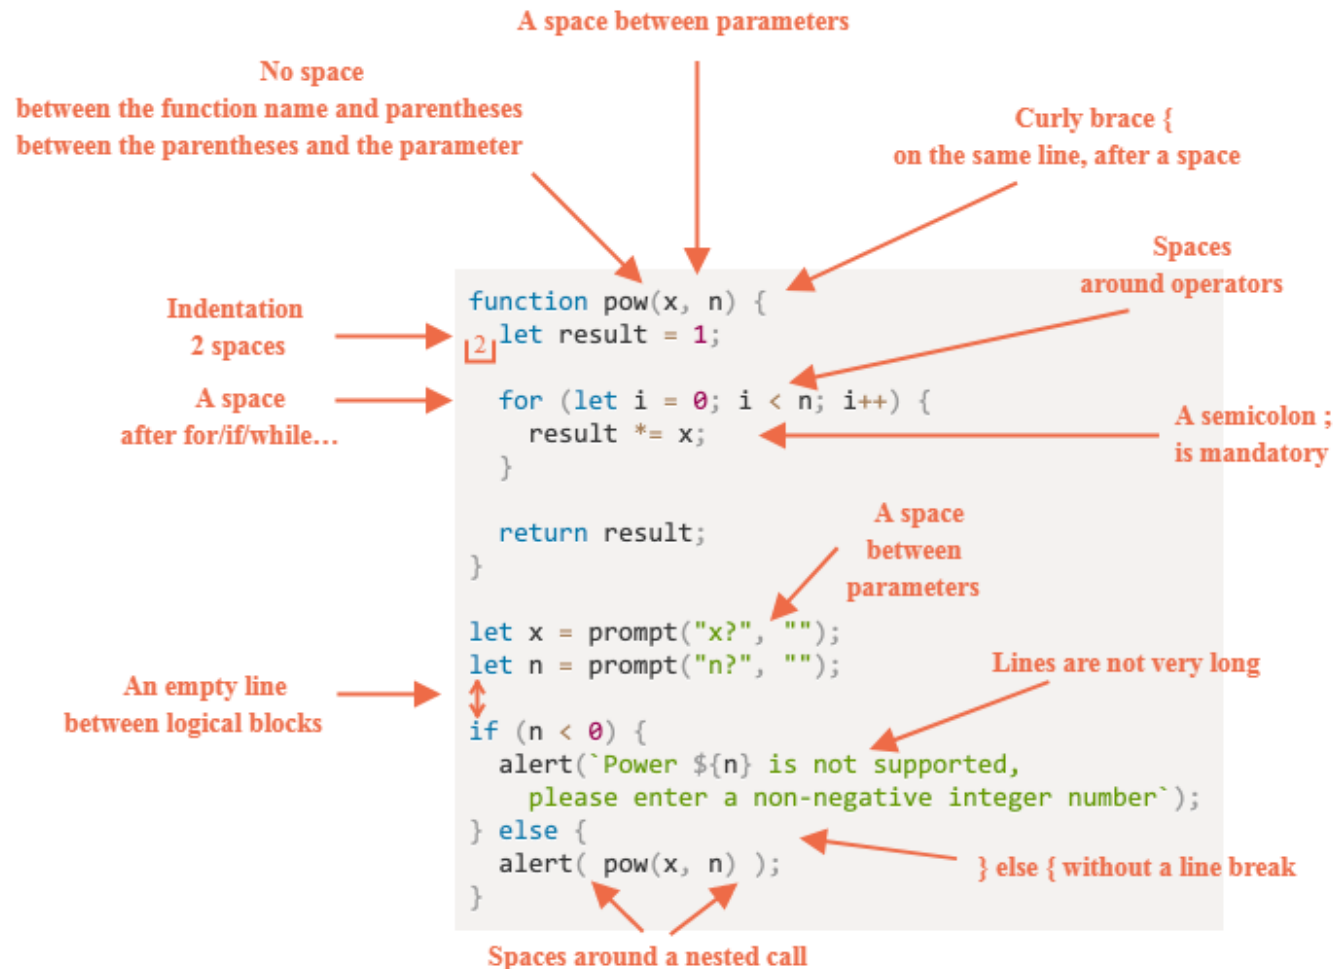 A space between parameters
No space
between the function name and parentheses
between the parentheses and the parameter
Curly brace {
on the same line, after a space
Spaces
around operators
Indentation
2 spaces
A space
after for/if/while…
function pow(x, n) {
2 let result = 1;
for (let i = 0; i < n; i++) {
result *= x;
}
return result;
}
A semicolon ;
is mandatory
A space
between
parameters
let x = prompt("x?", "");
let n = prompt("n?", "");
Lines are not very long
An empty line
between logical blocks
if (n < 0) {
alert(`Power ${n} is not supported,
please enter a non-negative integer number`);
} else {
alert( pow(x, n) );
}
} else { without a line break
Spaces around a nested call